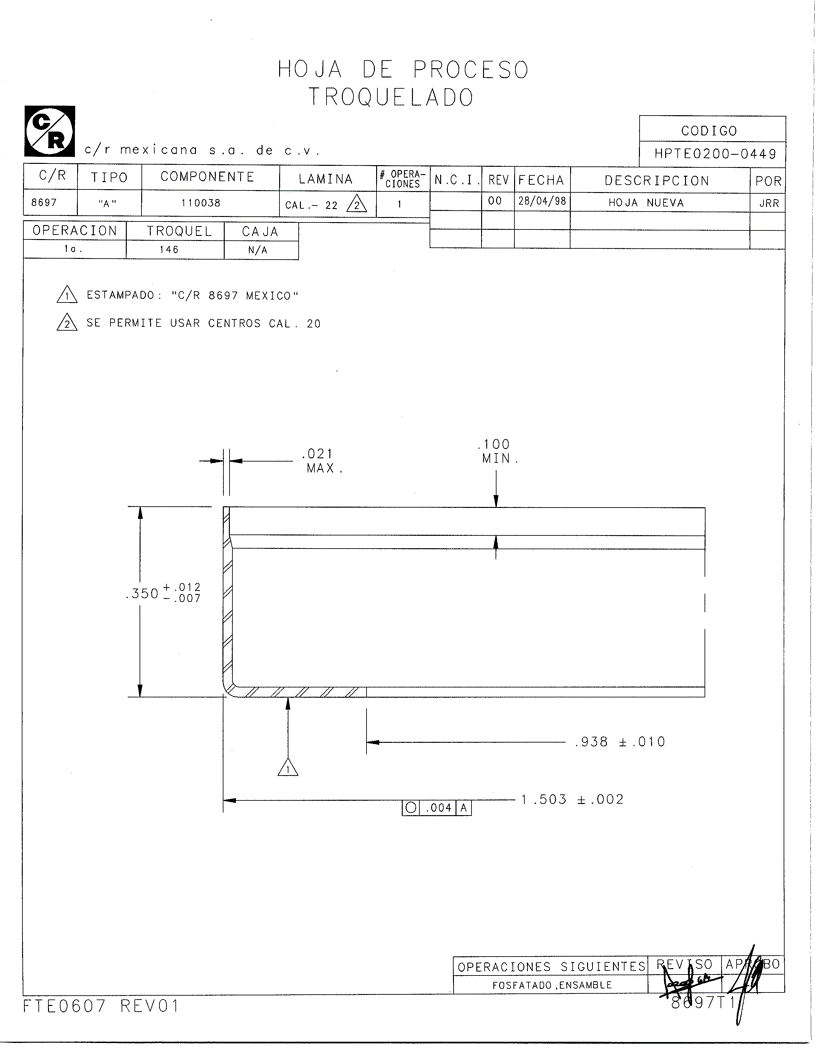 HOJA DE PROCESO
TROQUELADO
C/R
c/r mexicana s.a. de c.v.
CODIGO
HPTE0200-0449
C/R TIPO COMPONENTE LAMINA # OPERA-CIONES N.C.I. REV FECHA DESCRIPCION POR
8697 "A" 110038 CAL.- 22 2 1 00 28/04/98 HOJA NUEVA JRR
OPERACION TROQUEL CAJA
1a. 146 N/A
1 ESTAMPADO: "C/R 8697 MEXICO"
2 SE PERMITE USAR CENTROS CAL. 20
.021
MAX.
.100
MIN.
.350 +.012 -.007
.938 ±.010
1
1.503 ±.002
.004 A
OPERACIONES SIGUIENTES REVISO APROBO
FOSFATADO,ENSAMBLE
FTE0607 REV01
8697T1